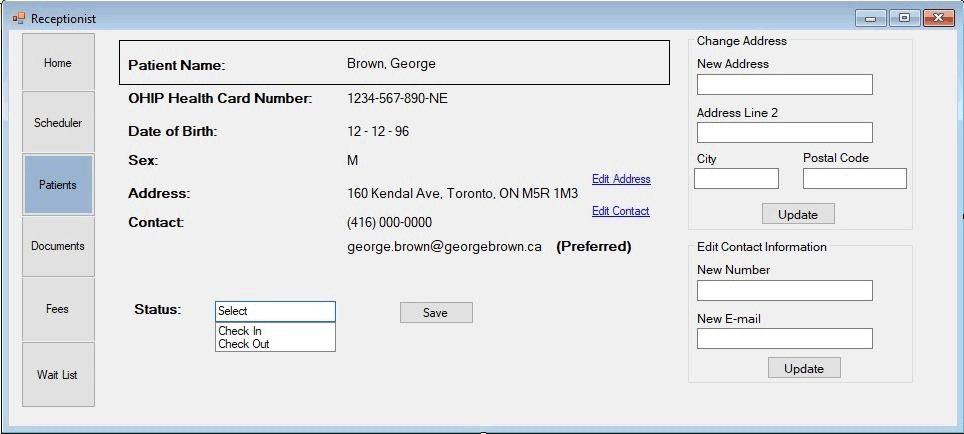 Receptionist
Home
Scheduler
Patients
Documents
Fees
Wait List
Patient Name: Brown, George
OHIP Health Card Number: 1234-567-890-NE
Date of Birth: 12 - 12 - 96
Sex: M
Edit Address
Address: 160 Kendal Ave, Toronto, ON M5R 1M3
Edit Contact
Contact: (416) 000-0000
george.brown@georgebrown.ca (Preferred)
Status: Select Save
Check In
Check Out
Change Address
New Address
Address Line 2
City Postal Code
Update
Edit Contact Information
New Number
New E-mail
Update